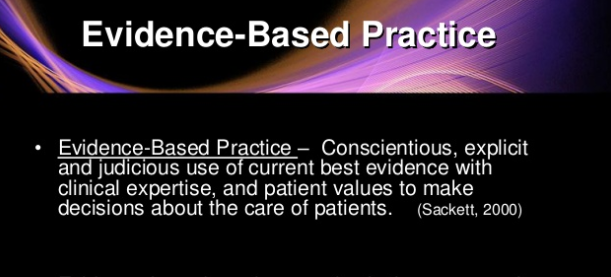 Evidence-Based Practice
• Evidence-Based Practice – Conscientious, explicit
and judicious use of current best evidence with
clinical expertise, and patient values to make
decisions about the care of patients. (Sackett, 2000)